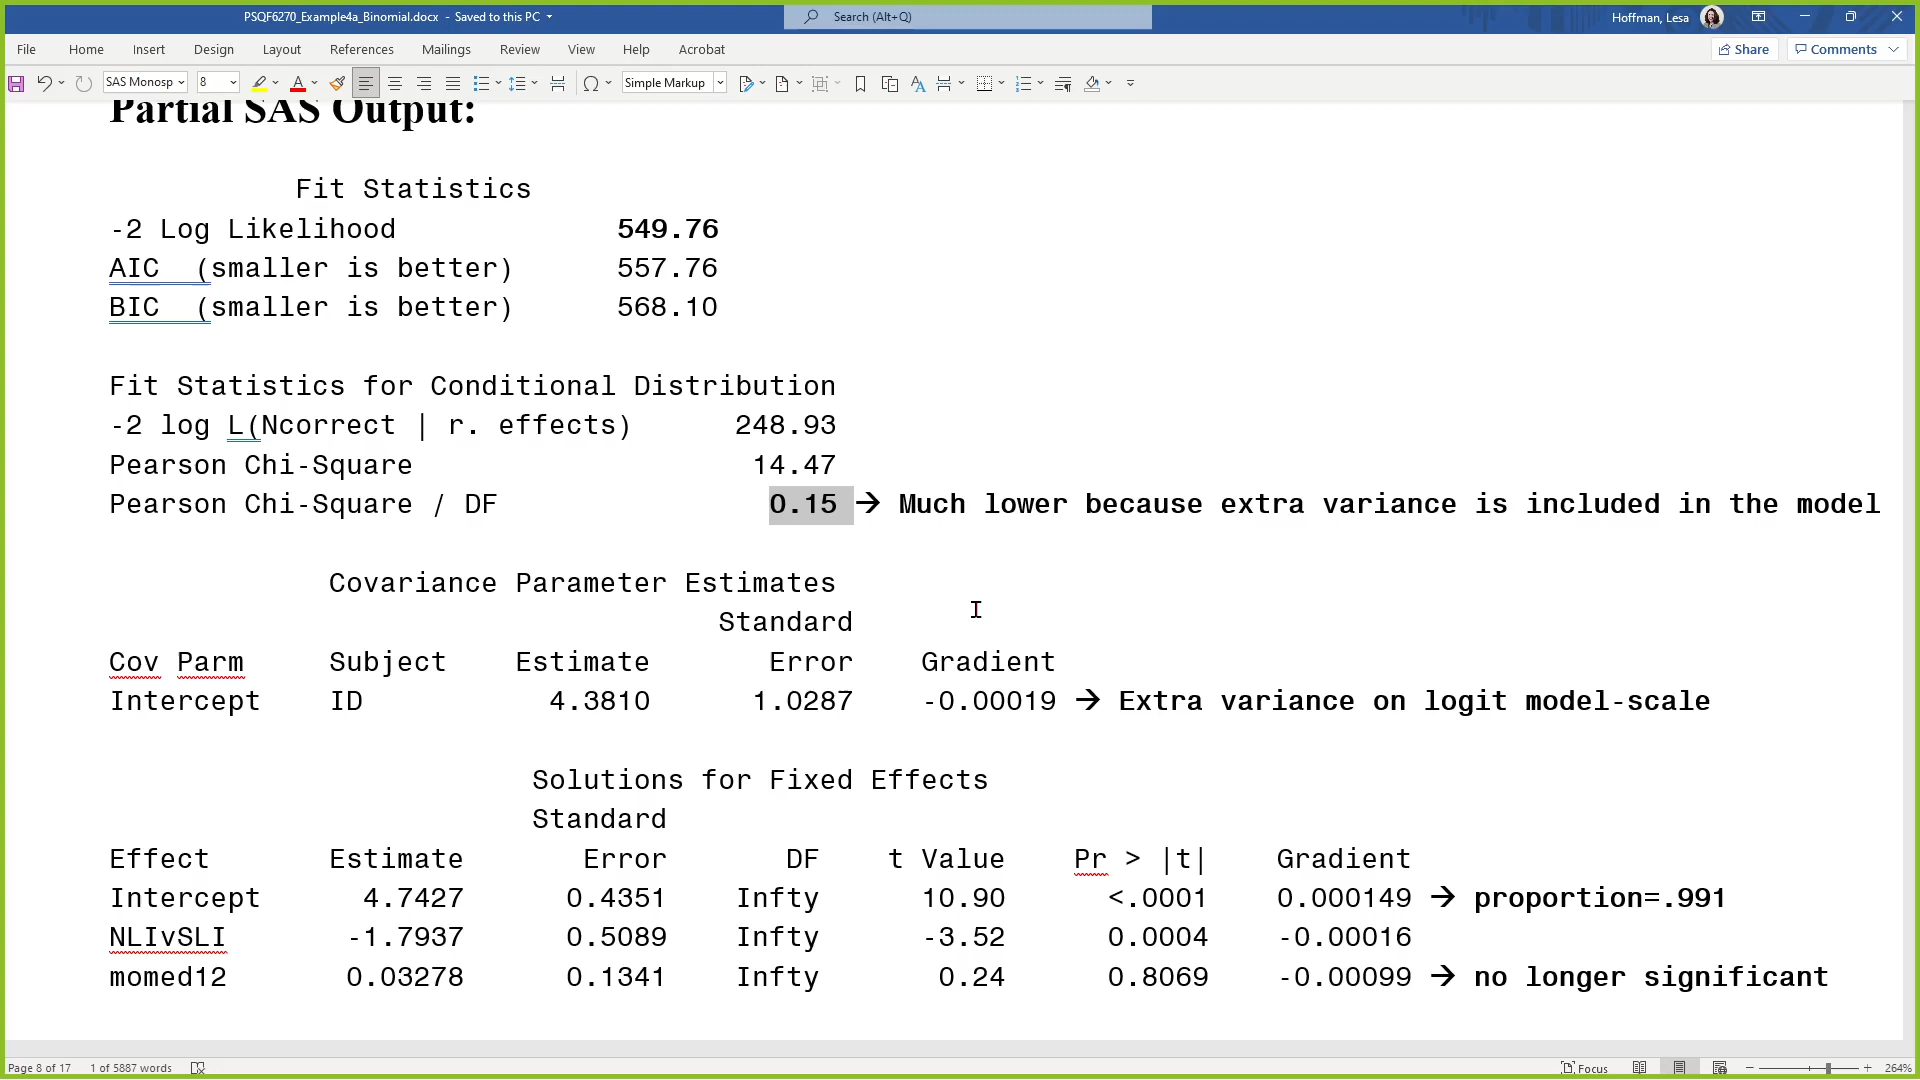 PSQF6270_Example4a_Binomial.docx - Saved to this PC
Search (Alt+Q)
Hoffman, Lesa
File Home Insert Design Layout References Mailings Review View Help Acrobat
Share Comments
SAS Monosp 8 Simple Markup
Partial SAS Output:
Fit Statistics
-2 Log Likelihood 549.76
AIC (smaller is better) 557.76
BIC (smaller is better) 568.10
Fit Statistics for Conditional Distribution
-2 log L(Ncorrect | r. effects) 248.93
Pearson Chi-Square 14.47
Pearson Chi-Square / DF 0.15 → Much lower because extra variance is included in the model
Covariance Parameter Estimates
Standard
Cov Parm Subject Estimate Error Gradient
Intercept ID 4.3810 1.0287 -0.00019 → Extra variance on logit model-scale
Solutions for Fixed Effects
Standard
Effect Estimate Error DF t Value Pr > |t| Gradient
Intercept 4.7427 0.4351 Infty 10.90 <.0001 0.000149 → proportion=.991
NLIvSLI -1.7937 0.5089 Infty -3.52 0.0004 -0.00016
momed12 0.03278 0.1341 Infty 0.24 0.8069 -0.00099 → no longer significant
Page 8 of 17 1 of 5887 words Focus 264%